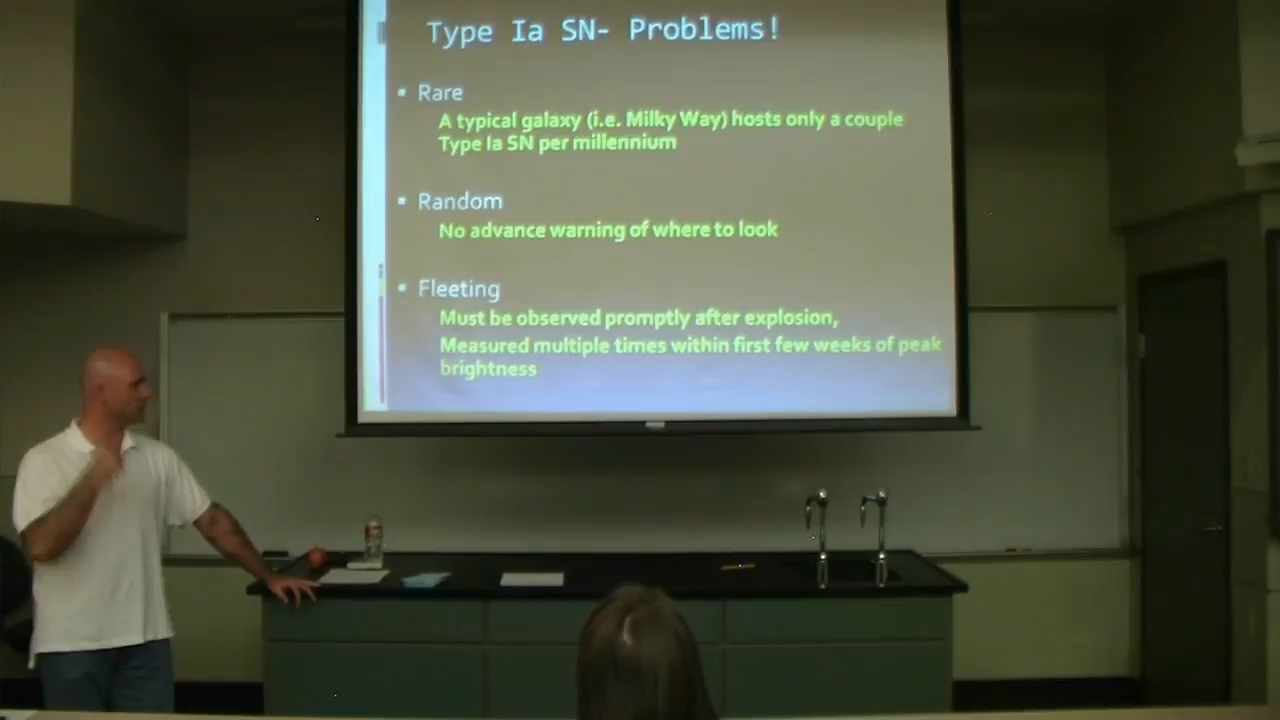 Type Ia SN- Problems!
▪ Rare
A typical galaxy (i.e. Milky Way) hosts only a couple
Type Ia SN per millennium
▪ Random
No advance warning of where to look
▪ Fleeting
Must be observed promptly after explosion,
Measured multiple times within first few weeks of peak
brightness